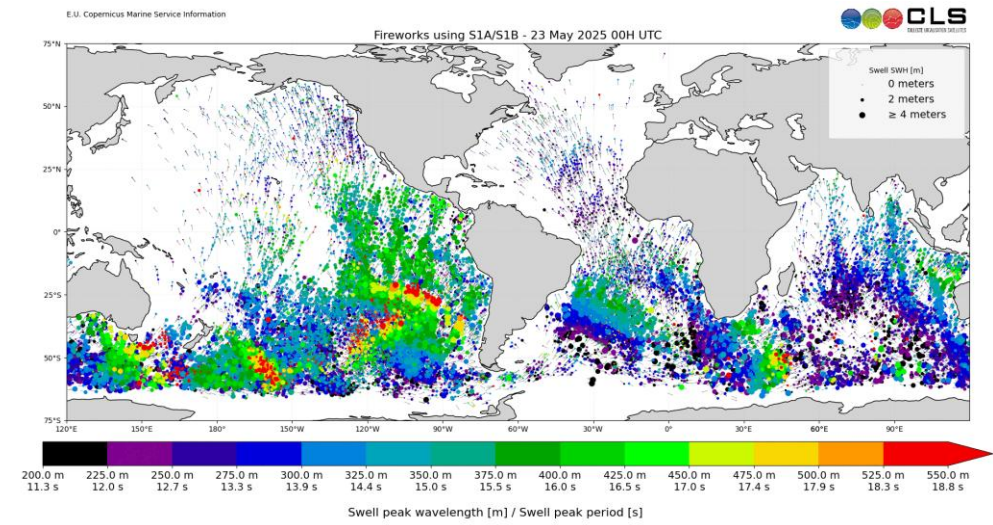 E.U. Copernicus Marine Service Information
CLS
Fireworks using S1A/S1B - 23 May 2025 00H UTC
Swell SWH [m]
0 meters
2 meters
≥ 4 meters
75°N
50°N
25°N
0°
25°S
50°S
75°S
120°E 150°E 180° 150°W 120°W 90°W 60°W 30°W 0° 30°E 60°E 90°E
200.0 m 225.0 m 250.0 m 275.0 m 300.0 m 325.0 m 350.0 m 375.0 m 400.0 m 425.0 m 450.0 m 475.0 m 500.0 m 525.0 m 550.0 m
11.3 s 12.0 s 12.7 s 13.3 s 13.9 s 14.4 s 15.0 s 15.5 s 16.0 s 16.5 s 17.0 s 17.4 s 17.9 s 18.3 s 18.8 s
Swell peak wavelength [m] / Swell peak period [s]